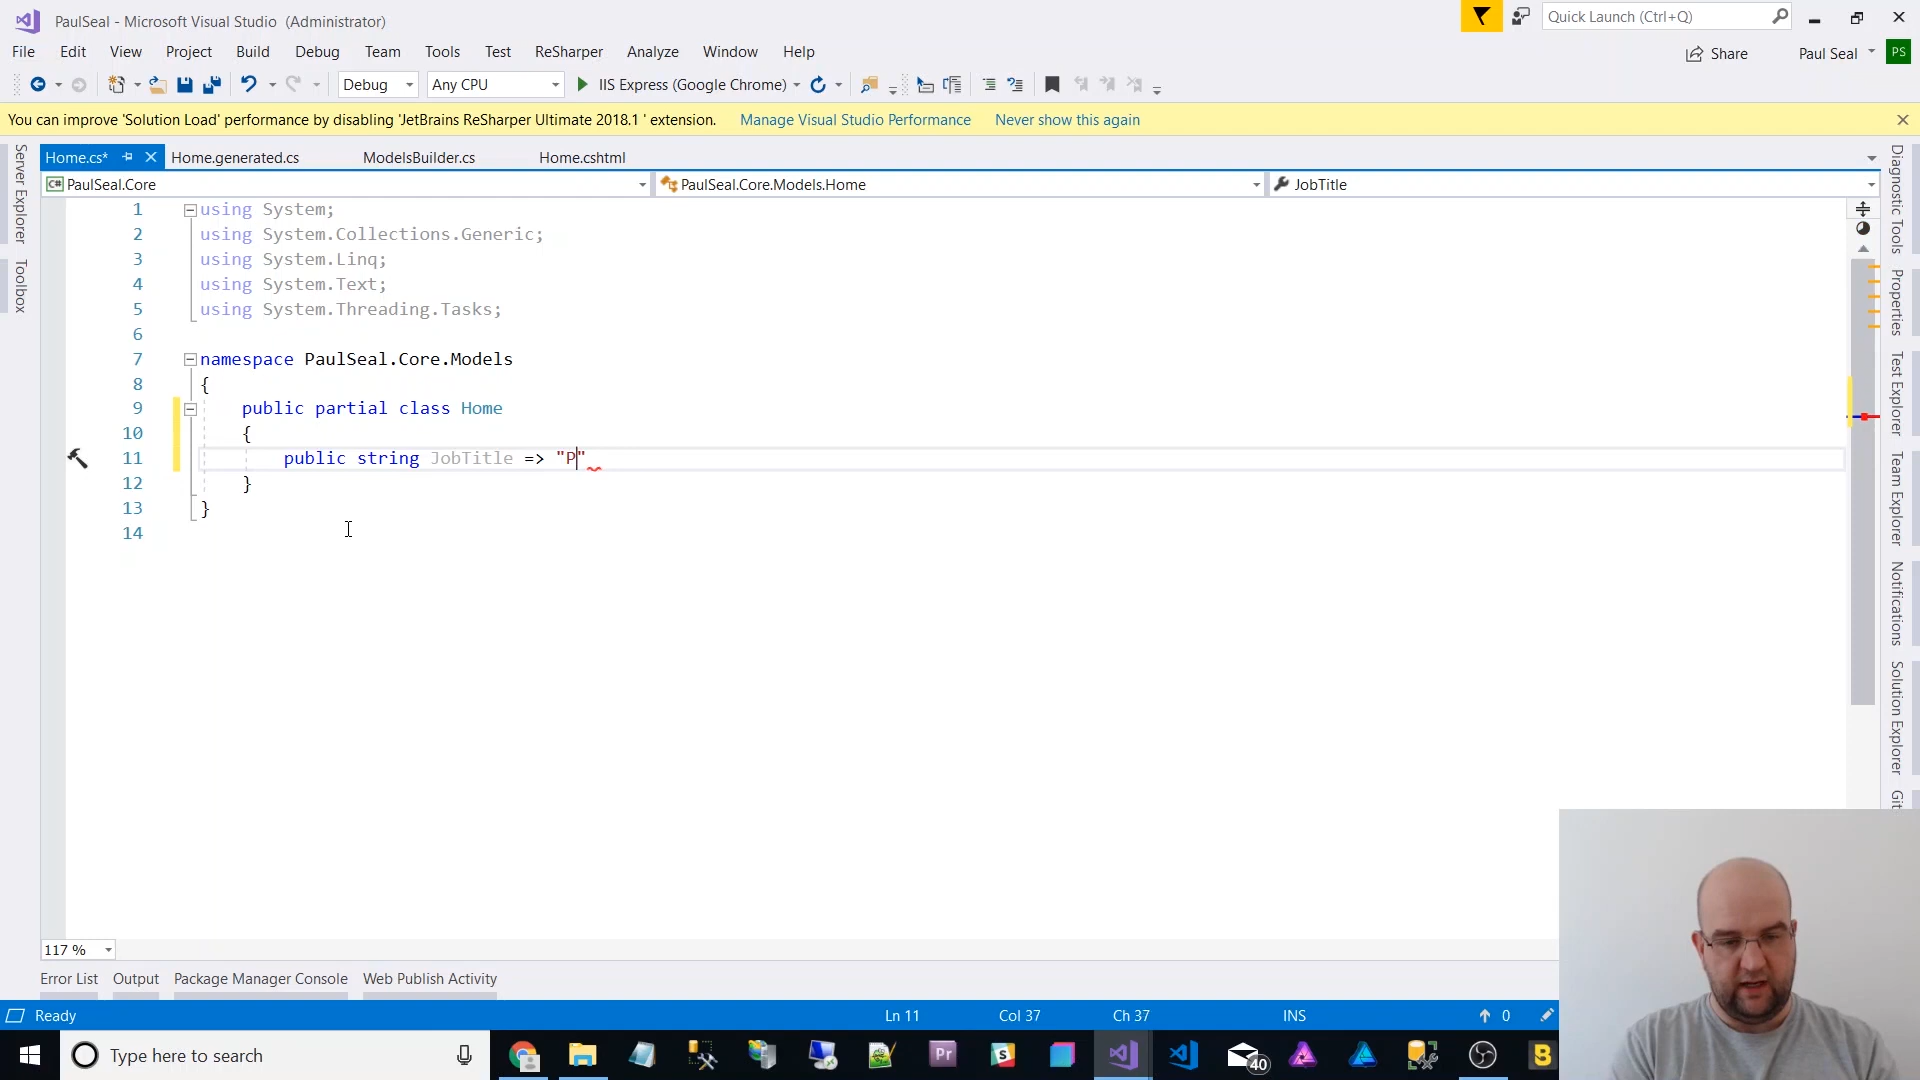 PaulSeal - Microsoft Visual Studio (Administrator)
Quick Launch (Ctrl+Q)
File Edit View Project Build Debug Team Tools Test ReSharper Analyze Window Help
Share Paul Seal PS
Debug Any CPU IIS Express (Google Chrome)
You can improve 'Solution Load' performance by disabling 'JetBrains ReSharper Ultimate 2018.1 ' extension. Manage Visual Studio Performance Never show this again
Home.cs* Home.generated.cs ModelsBuilder.cs Home.cshtml
C# PaulSeal.Core PaulSeal.Core.Models.Home JobTitle
Server Explorer
Toolbox
1 using System;
2 using System.Collections.Generic;
3 using System.Linq;
4 using System.Text;
5 using System.Threading.Tasks;
6
7 namespace PaulSeal.Core.Models
8 {
9 public partial class Home
10 {
11 public string JobTitle => "P"
12 }
13 }
14
Diagnostic Tools
Properties
Test Explorer
Team Explorer
Notifications
Solution Explorer
Git
117 %
Error List Output Package Manager Console Web Publish Activity
Ready Ln 11 Col 37 Ch 37 INS 0
Type here to search Pr S 40 B